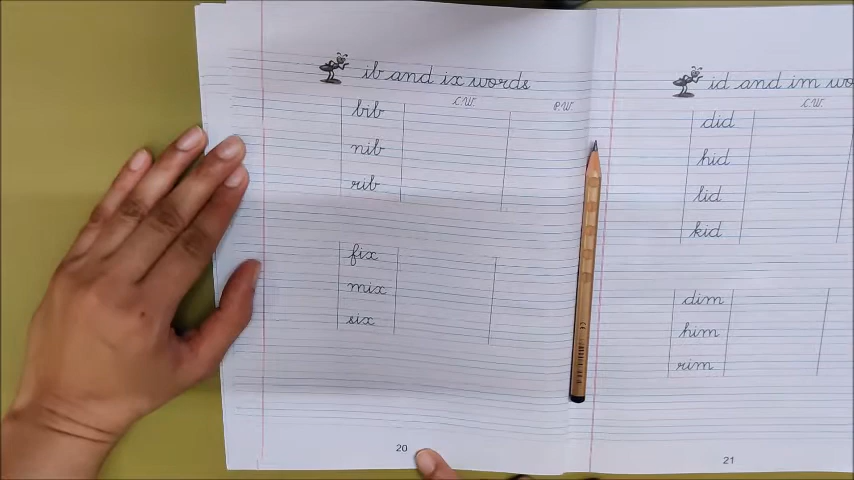 ib and ix words
C.W. P.W.
bib
nib
rib
fix
mix
six
20
id and im wo
C.W.
did
hid
lid
kid
dim
him
rim
21